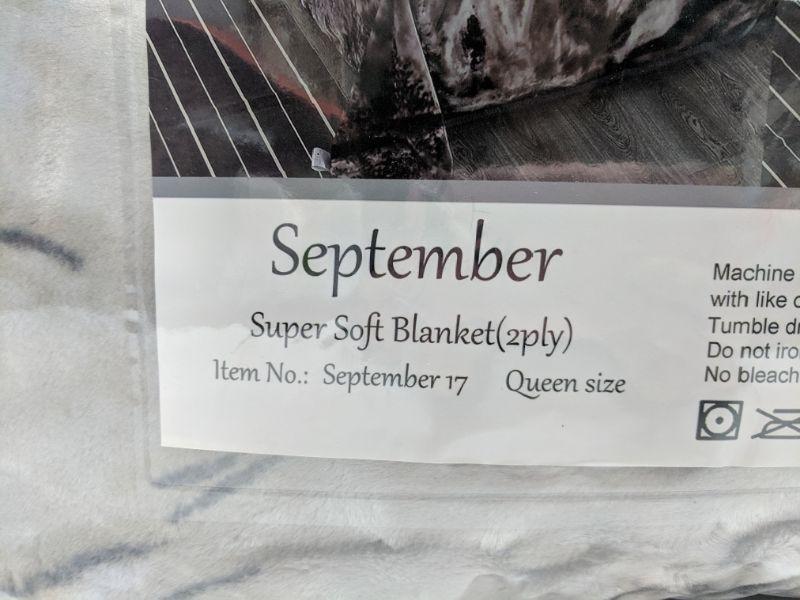 September
Super Soft Blanket(2ply)
Item No.: September 17 Queen size
Machine
with like
Tumble
Do not
No bleach